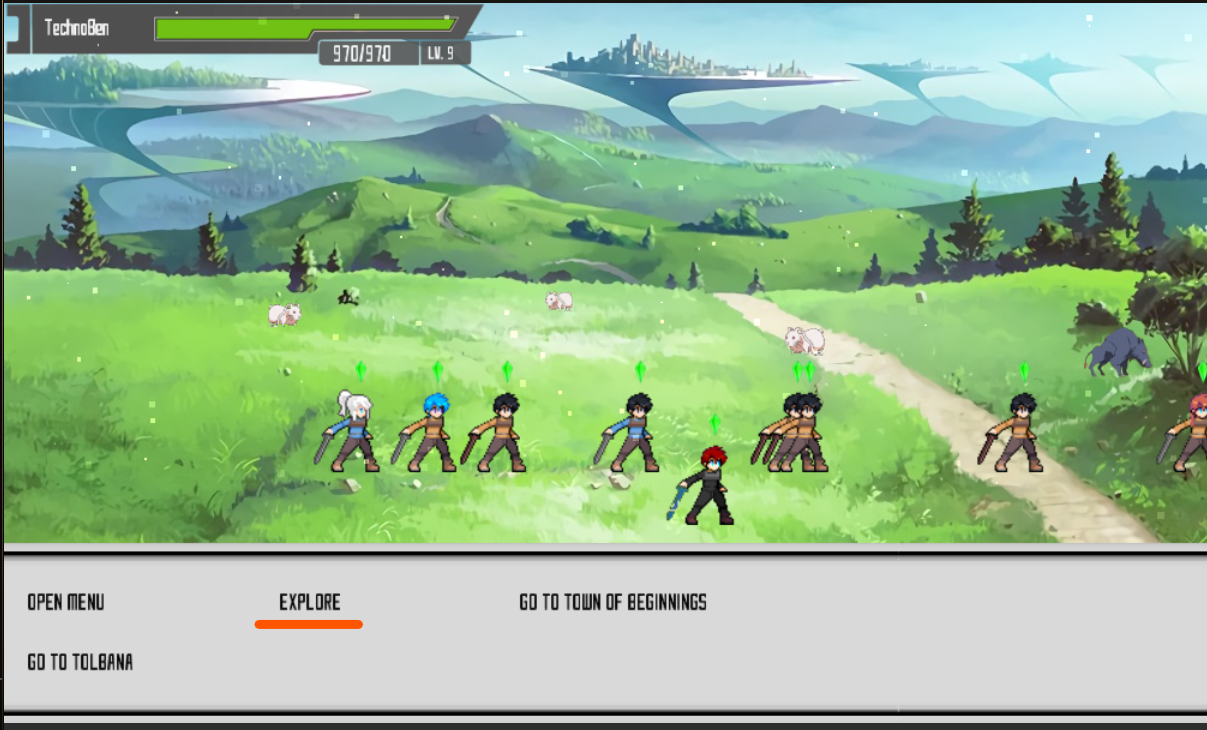 TechnoBen
970/970 LV. 9
OPEN MENU EXPLORE GO TO TOWN OF BEGINNINGS
GO TO TOLBANA